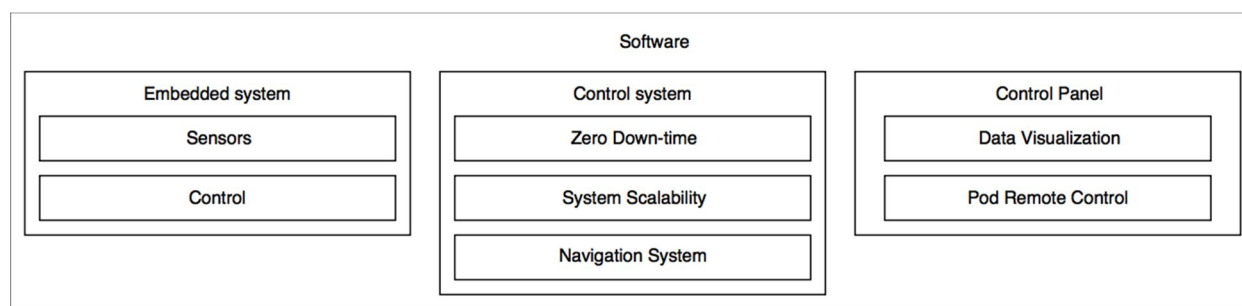 Software
Embedded system
Sensors
Control
Control system
Zero Down-time
System Scalability
Navigation System
Control Panel
Data Visualization
Pod Remote Control